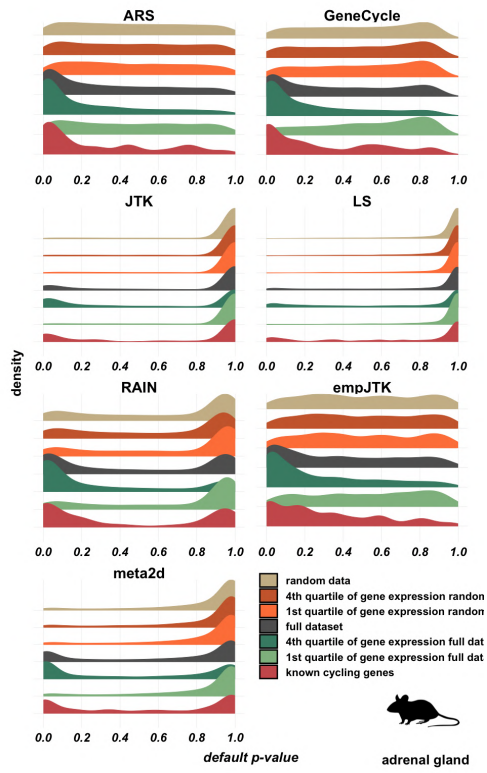 ARS
GeneCycle
0.0 0.2 0.4 0.6 0.8 1.0
0.0 0.2 0.4 0.6 0.8 1.0
JTK
LS
0.0 0.2 0.4 0.6 0.8 1.0
0.0 0.2 0.4 0.6 0.8 1.0
density
RAIN
empJTK
0.0 0.2 0.4 0.6 0.8 1.0
0.0 0.2 0.4 0.6 0.8 1.0
meta2d
0.0 0.2 0.4 0.6 0.8 1.0
default p-value
random data
4th quartile of gene expression random
1st quartile of gene expression random
full dataset
4th quartile of gene expression full dat
1st quartile of gene expression full dat
known cycling genes
adrenal gland